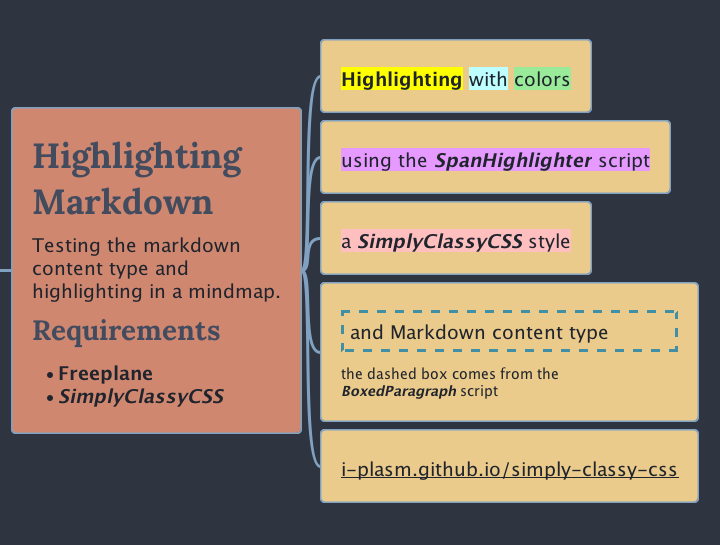 Highlighting
Markdown
Testing the markdown
content type and
highlighting in a mindmap.
Requirements
• Freeplane
• SimplyClassyCSS
Highlighting with colors
using the SpanHighlighter script
a SimplyClassyCSS style
and Markdown content type
the dashed box comes from the
BoxedParagraph script
i-plasm.github.io/simply-classy-css